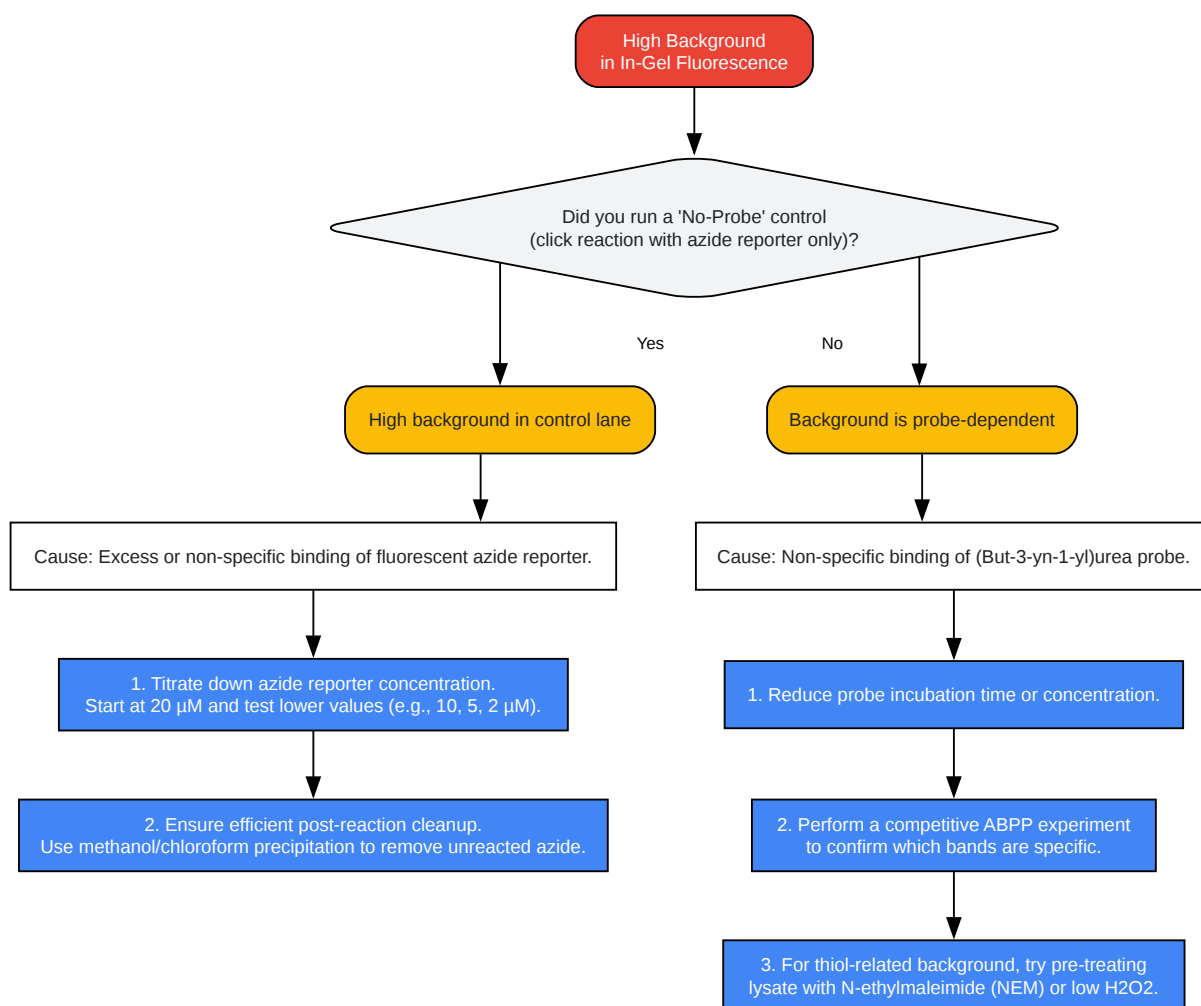 High Background
in In-Gel Fluorescence
Did you run a 'No-Probe' control
(click reaction with azide reporter only)?
Yes
No
High background in control lane
Background is probe-dependent
Cause: Excess or non-specific binding of fluorescent azide reporter.
Cause: Non-specific binding of (But-3-yn-1-yl)urea probe.
1. Titrate down azide reporter concentration.
Start at 20 µM and test lower values (e.g., 10, 5, 2 µM).
1. Reduce probe incubation time or concentration.
2. Ensure efficient post-reaction cleanup.
Use methanol/chloroform precipitation to remove unreacted azide.
2. Perform a competitive ABPP experiment
to confirm which bands are specific.
3. For thiol-related background, try pre-treating
lysate with N-ethylmaleimide (NEM) or low H2O2.